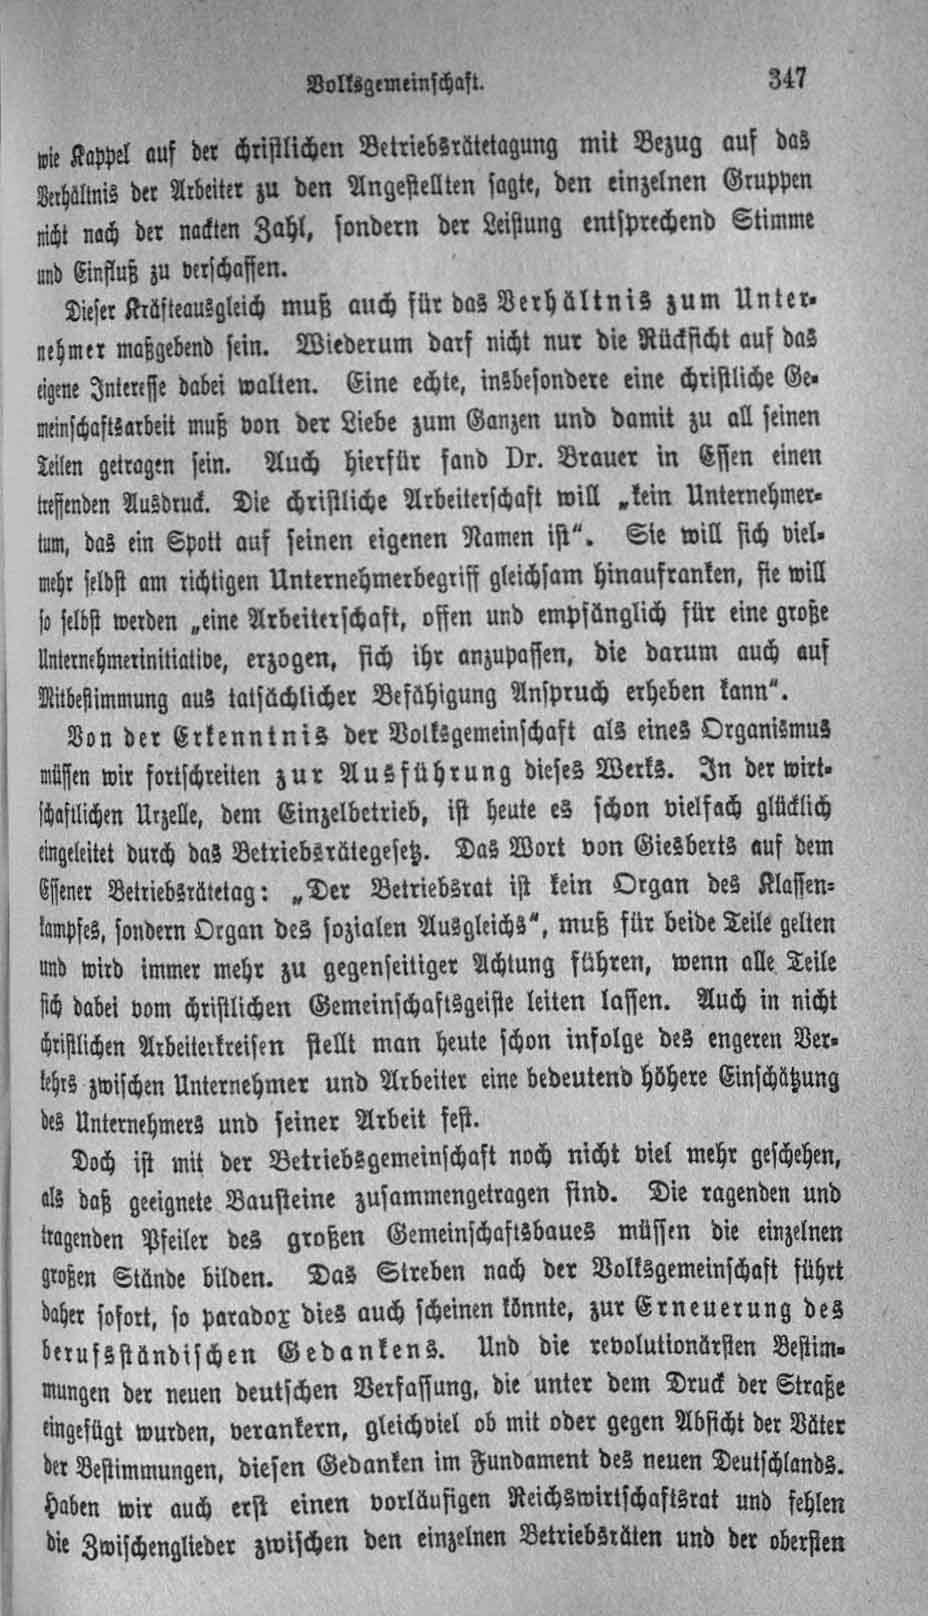 Volksgemeinschaft. 347
wie Kappel auf der christlichen Betriebsrätetagung mit Bezug auf das
Verhältnis der Arbeiter zu den Angestellten sagte, den einzelnen Gruppen
nicht nach der nackten Zahl, sondern der Leistung entsprechend Stimme
und Einfluß zu verschaffen.
Dieser Kräfteausgleich muß auch für das Verhältnis zum Unter-
nehmer maßgebend sein. Wiederum darf nicht nur die Rücksicht auf das
eigene Interesse dabei walten. Eine echte, insbesondere eine christliche Ge-
meinschaftsarbeit muß von der Liebe zum Ganzen und damit zu all seinen
Teilen getragen sein. Auch hierfür fand Dr. Brauer in Essen einen
treffenden Ausdruck. Die christliche Arbeiterschaft will „kein Unternehmer-
tum, das ein Spott auf seinen eigenen Namen ist“. Sie will sich viel-
mehr selbst am richtigen Unternehmerbegriff gleichsam hinaufranken, sie will
so selbst werden „eine Arbeiterschaft, offen und empfänglich für eine große
Unternehmerinitiative, erzogen, sich ihr anzupassen, die darum auch auf
Mitbestimmung aus tatsächlicher Befähigung Anspruch erheben kann“.
Von der Erkenntnis der Volksgemeinschaft als eines Organismus
müssen wir fortschreiten zur Ausführung dieses Werks. In der wirt-
schaftlichen Urzelle, dem Einzelbetrieb, ist heute es schon vielfach glücklich
eingeleitet durch das Betriebsrätegesetz. Das Wort von Giesberts auf dem
Essener Betriebsrätetag: „Der Betriebsrat ist kein Organ des Klassen-
kampfes, sondern Organ des sozialen Ausgleichs“, muß für beide Teile gelten
und wird immer mehr zu gegenseitiger Achtung führen, wenn alle Teile
sich dabei vom christlichen Gemeinschaftsgeiste leiten lassen. Auch in nicht
christlichen Arbeiterkreisen stellt man heute schon infolge des engeren Ver-
kehrs zwischen Unternehmer und Arbeiter eine bedeutend höhere Einschätzung
des Unternehmers und seiner Arbeit fest.
Doch ist mit der Betriebsgemeinschaft noch nicht viel mehr geschehen,
als daß geeignete Bausteine zusammengetragen sind. Die ragenden und
tragenden Pfeiler des großen Gemeinschaftsbaues müssen die einzelnen
großen Stände bilden. Das Streben nach der Volksgemeinschaft führt
daher sofort, so paradox dies auch scheinen könnte, zur Erneuerung des
berufsständischen Gedankens. Und die revolutionärsten Bestim-
mungen der neuen deutschen Verfassung, die unter dem Druck der Straße
eingefügt wurden, verankern, gleichviel ob mit oder gegen Absicht der Väter
der Bestimmungen, diesen Gedanken im Fundament des neuen Deutschlands.
Haben wir auch erst einen vorläufigen Reichswirtschaftsrat und fehlen
die Zwischenglieder zwischen den einzelnen Betriebsräten und der obersten